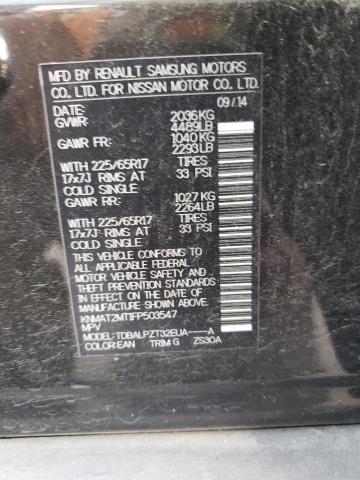 MFD BY RENAULT SAMSUNG MOTORS
CO. LTD. FOR NISSAN MOTOR CO., LTD.
DATE: 09/14
GVWR: 2036KG
4489LB
GAWR FR: 1040KG
2293LB
WITH 225/65R17 TIRES
17x7J RIMS AT 33 PSI
COLD SINGLE
GAWR RR: 1027KG
2264LB
WITH 225/65R17 TIRES
17x7J RIMS AT 33 PSI
COLD SINGLE
THIS VEHICLE CONFORMS TO ALL
APPLICABLE FEDERAL MOTOR
VEHICLE SAFETY AND
THEFT PREVENTION STANDARDS
IN EFFECT ON THE DATE OF
MANUFACTURE SHOWN ABOVE.
KNMAT2MT1FP503547
MPV
MODEL: TDBALPZT32EUA----A
COLOR:EAN TRIM:G ZS30A